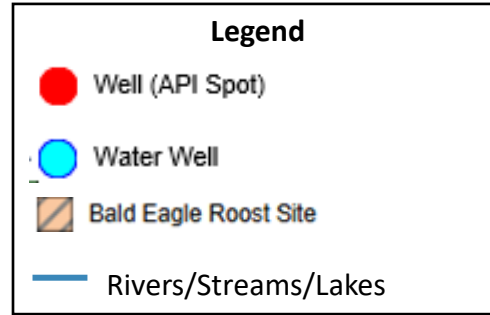 Legend
Well (API Spot)
Water Well
Bald Eagle Roost Site
Rivers/Streams/Lakes